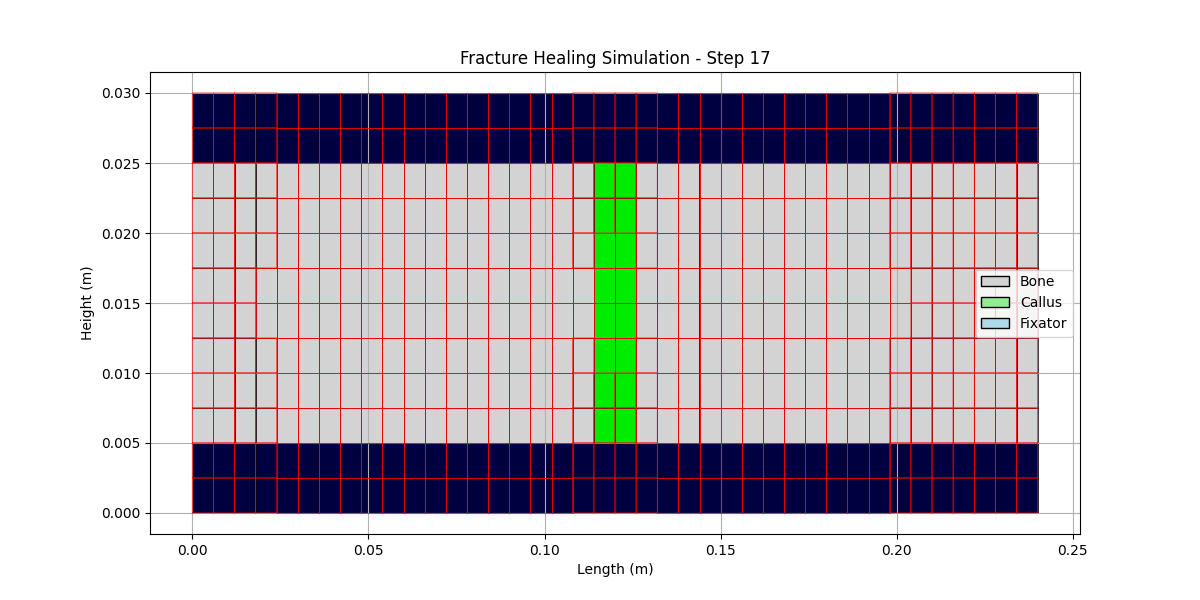 Fracture Healing Simulation - Step 17
Height (m)
0.030
0.025
0.020
0.015
0.010
0.005
0.000
Bone
Callus
Fixator
0.00 0.05 0.10 0.15 0.20 0.25
Length (m)